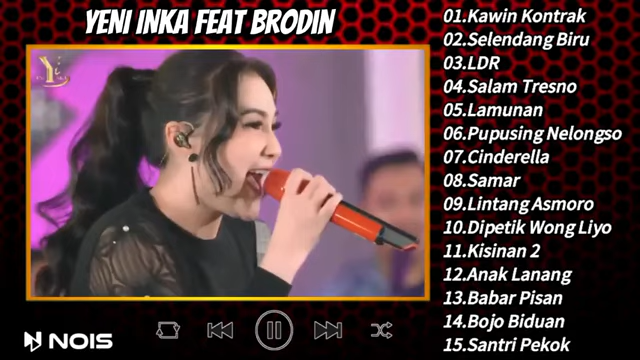 YENI INKA FEAT BRODIN
Yi
01.Kawin Kontrak
02.Selendang Biru
03.LDR
04.Salam Tresno
05.Lamunan
06.Pupusing Nelongso
07.Cinderella
08.Samar
09.Lintang Asmoro
10.Dipetik Wong Liyo
11.Kisinan 2
12.Anak Lanang
13.Babar Pisan
14.Bojo Biduan
15.Santri Pekok
NOIS